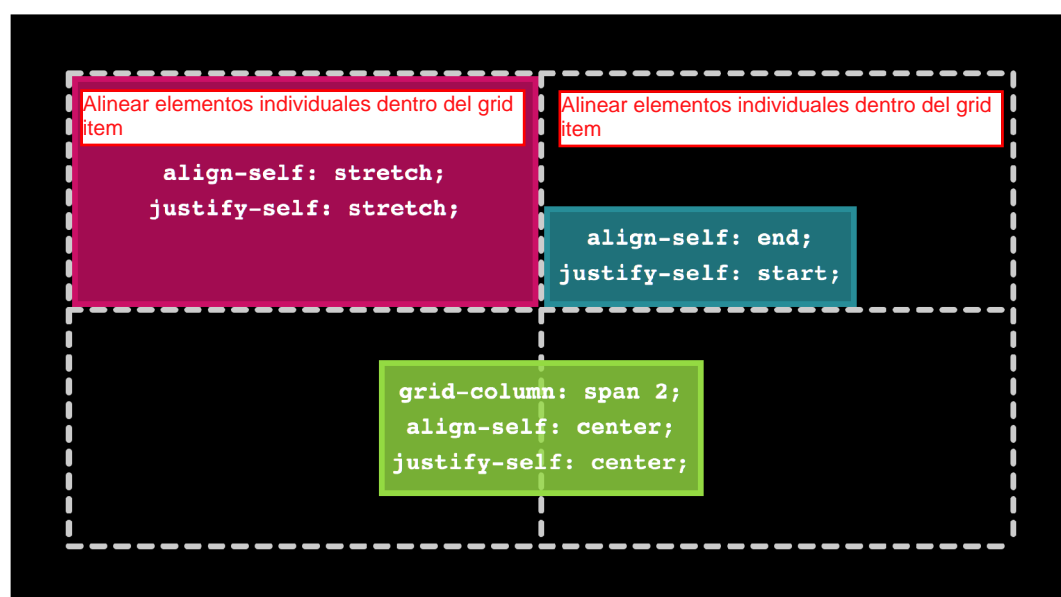 Alinear elementos individuales dentro del grid
item
align-self: stretch;
justify-self: stretch;
Alinear elementos individuales dentro del grid
item
align-self: end;
justify-self: start;
grid-column: span 2;
align-self: center;
justify-self: center;